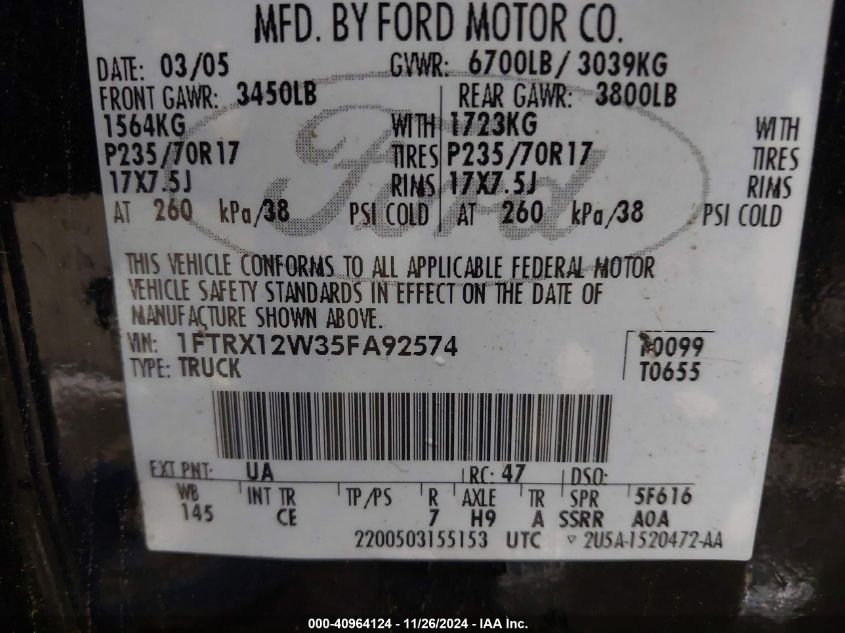 MFD. BY FORD MOTOR CO.
DATE: 03/05 GVWR: 6700LB/ 3039KG
FRONT GAWR: 3450LB REAR GAWR: 3800LB
1564KG WITH 1723KG WITH
P235/70R17 TIRES P235/70R17 TIRES
17X7.5J RIMS 17X7.5J RIMS
AT 260 kPa/38 PSI COLD AT 260 kPa/38 PSI COLD
Ford
THIS VEHICLE CONFORMS TO ALL APPLICABLE FEDERAL MOTOR
VEHICLE SAFETY STANDARDS IN EFFECT ON THE DATE OF
MANUFACTURE SHOWN ABOVE.
VIN: 1FTRX12W35FA92574 F0099
TYPE: TRUCK T0655
EXT PNT: UA RC: 47 DSO:
WB INT TR TP/PS R AXLE TR SPR 5F616
145 CE 7 H9 A SSRR A0A
2200503155153 UTC ▽ 2U5A-1520472-AA
000-40964124 - 11/26/2024 - IAA Inc.